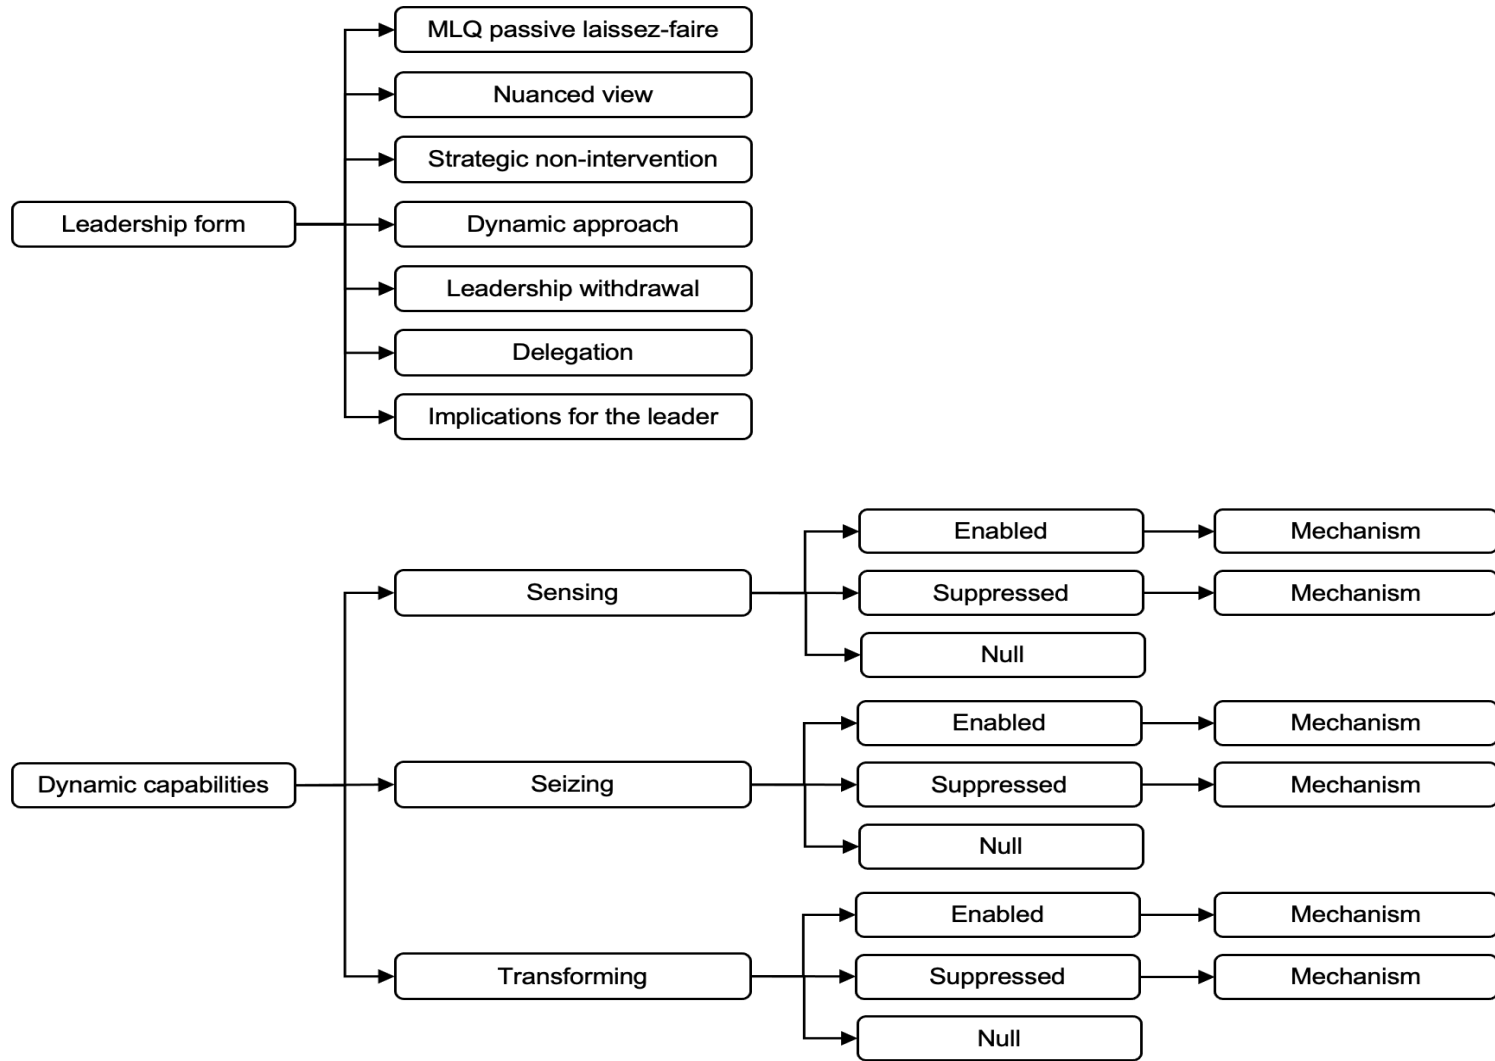 MLQ passive laissez-faire
Nuanced view
Strategic non-intervention
Leadership form
Dynamic approach
Leadership withdrawal
Delegation
Implications for the leader
Enabled
Mechanism
Sensing
Suppressed
Mechanism
Null
Enabled
Mechanism
Dynamic capabilities
Seizing
Suppressed
Mechanism
Null
Enabled
Mechanism
Transforming
Suppressed
Mechanism
Null